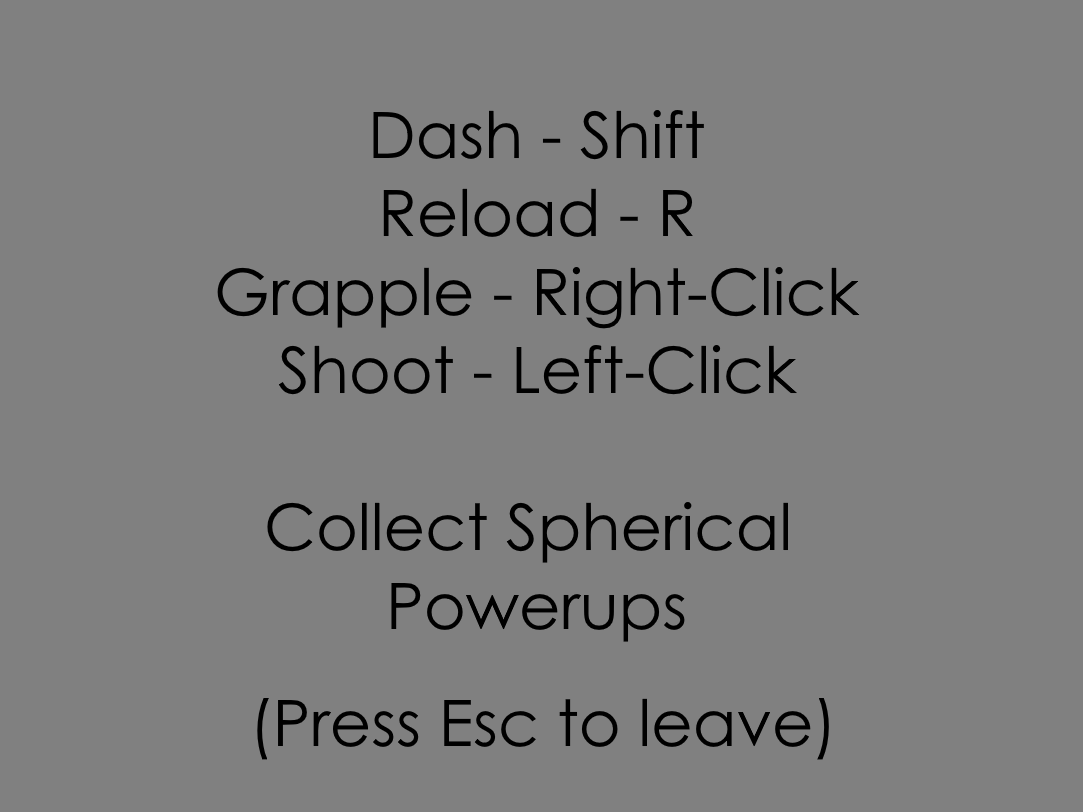 Dash - Shift
Reload - R
Grapple - Right-Click
Shoot - Left-Click
Collect Spherical
Powerups
(Press Esc to leave)